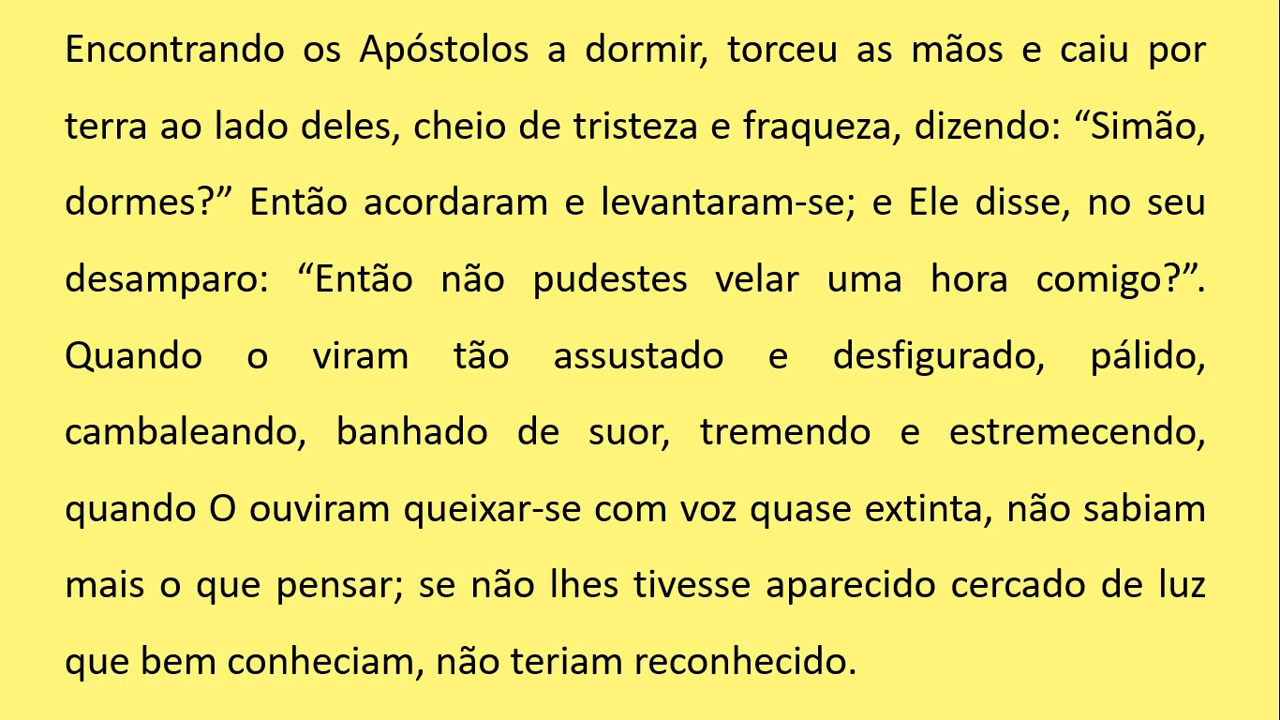 Encontrando os Apóstolos a dormir, torceu as mãos e caiu por
terra ao lado deles, cheio de tristeza e fraqueza, dizendo: “Simão,
dormes?” Então acordaram e levantaram-se; e Ele disse, no seu
desamparo: “Então não pudestes velar uma hora comigo?”.
Quando o viram tão assustado e desfigurado, pálido,
cambaleando, banhado de suor, tremendo e estremecendo,
quando O ouviram queixar-se com voz quase extinta, não sabiam
mais o que pensar; se não lhes tivesse aparecido cercado de luz
que bem conheciam, não teriam reconhecido.